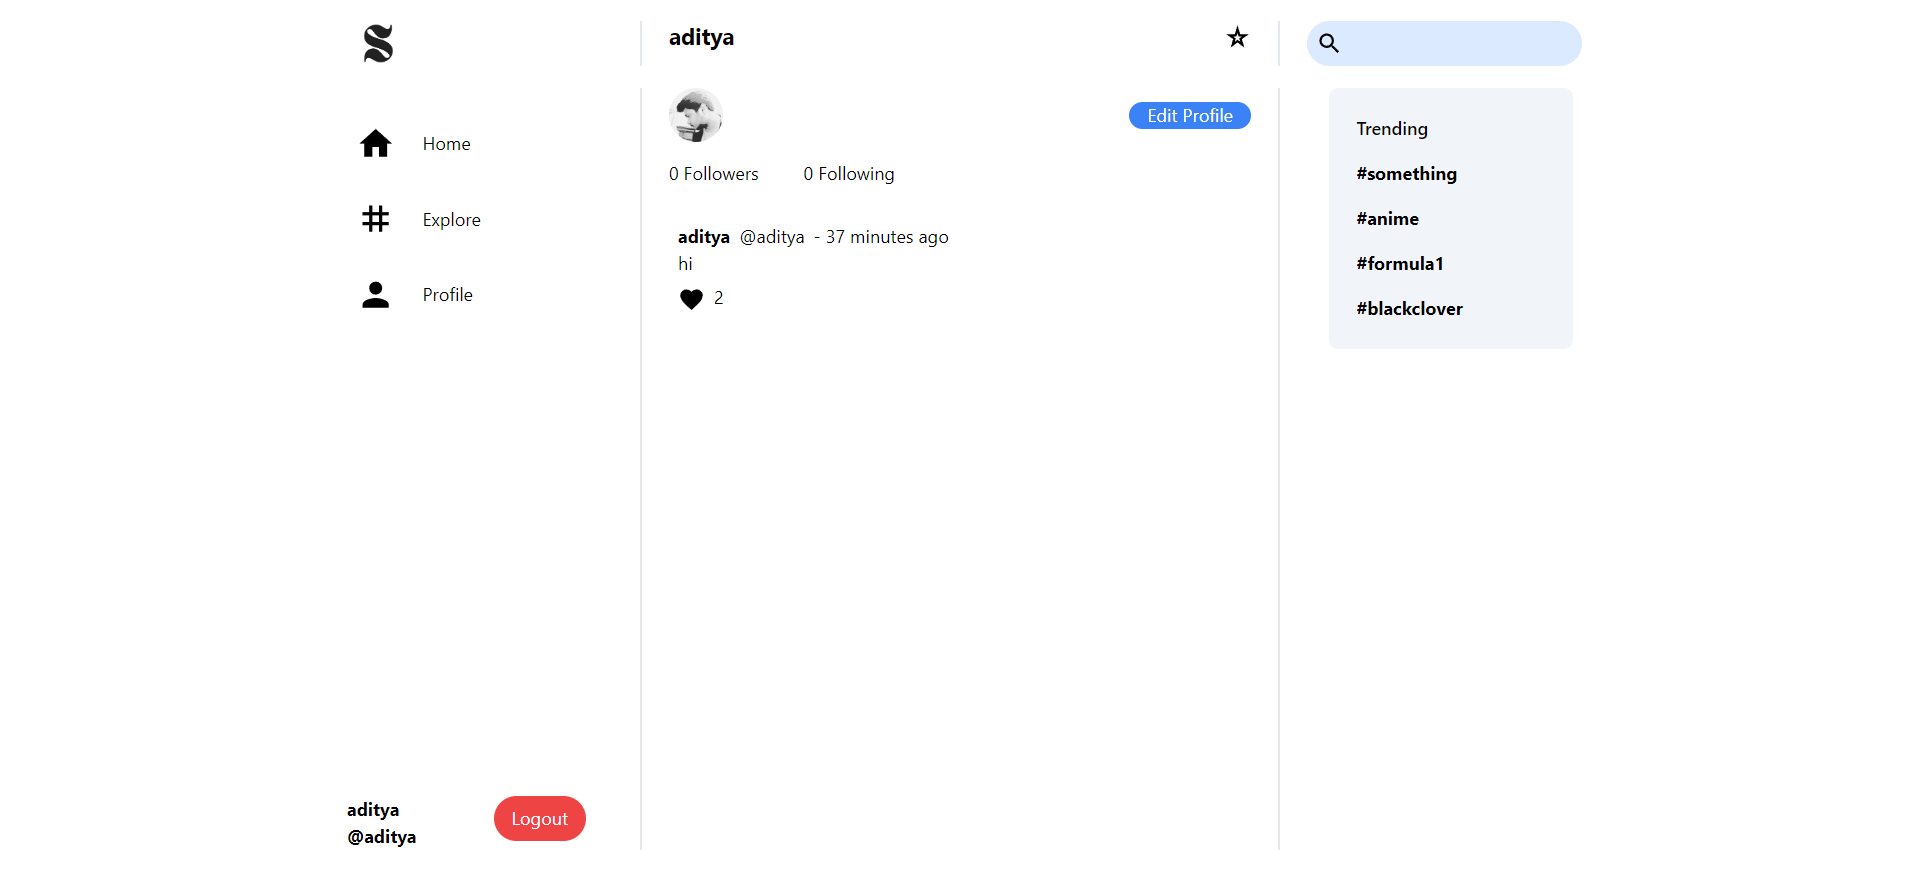 S
Home
Explore
Profile
aditya
@aditya
Logout
aditya
Edit Profile
0 Followers 0 Following
aditya @aditya - 37 minutes ago
hi
2
Trending
#something
#anime
#formula1
#blackclover